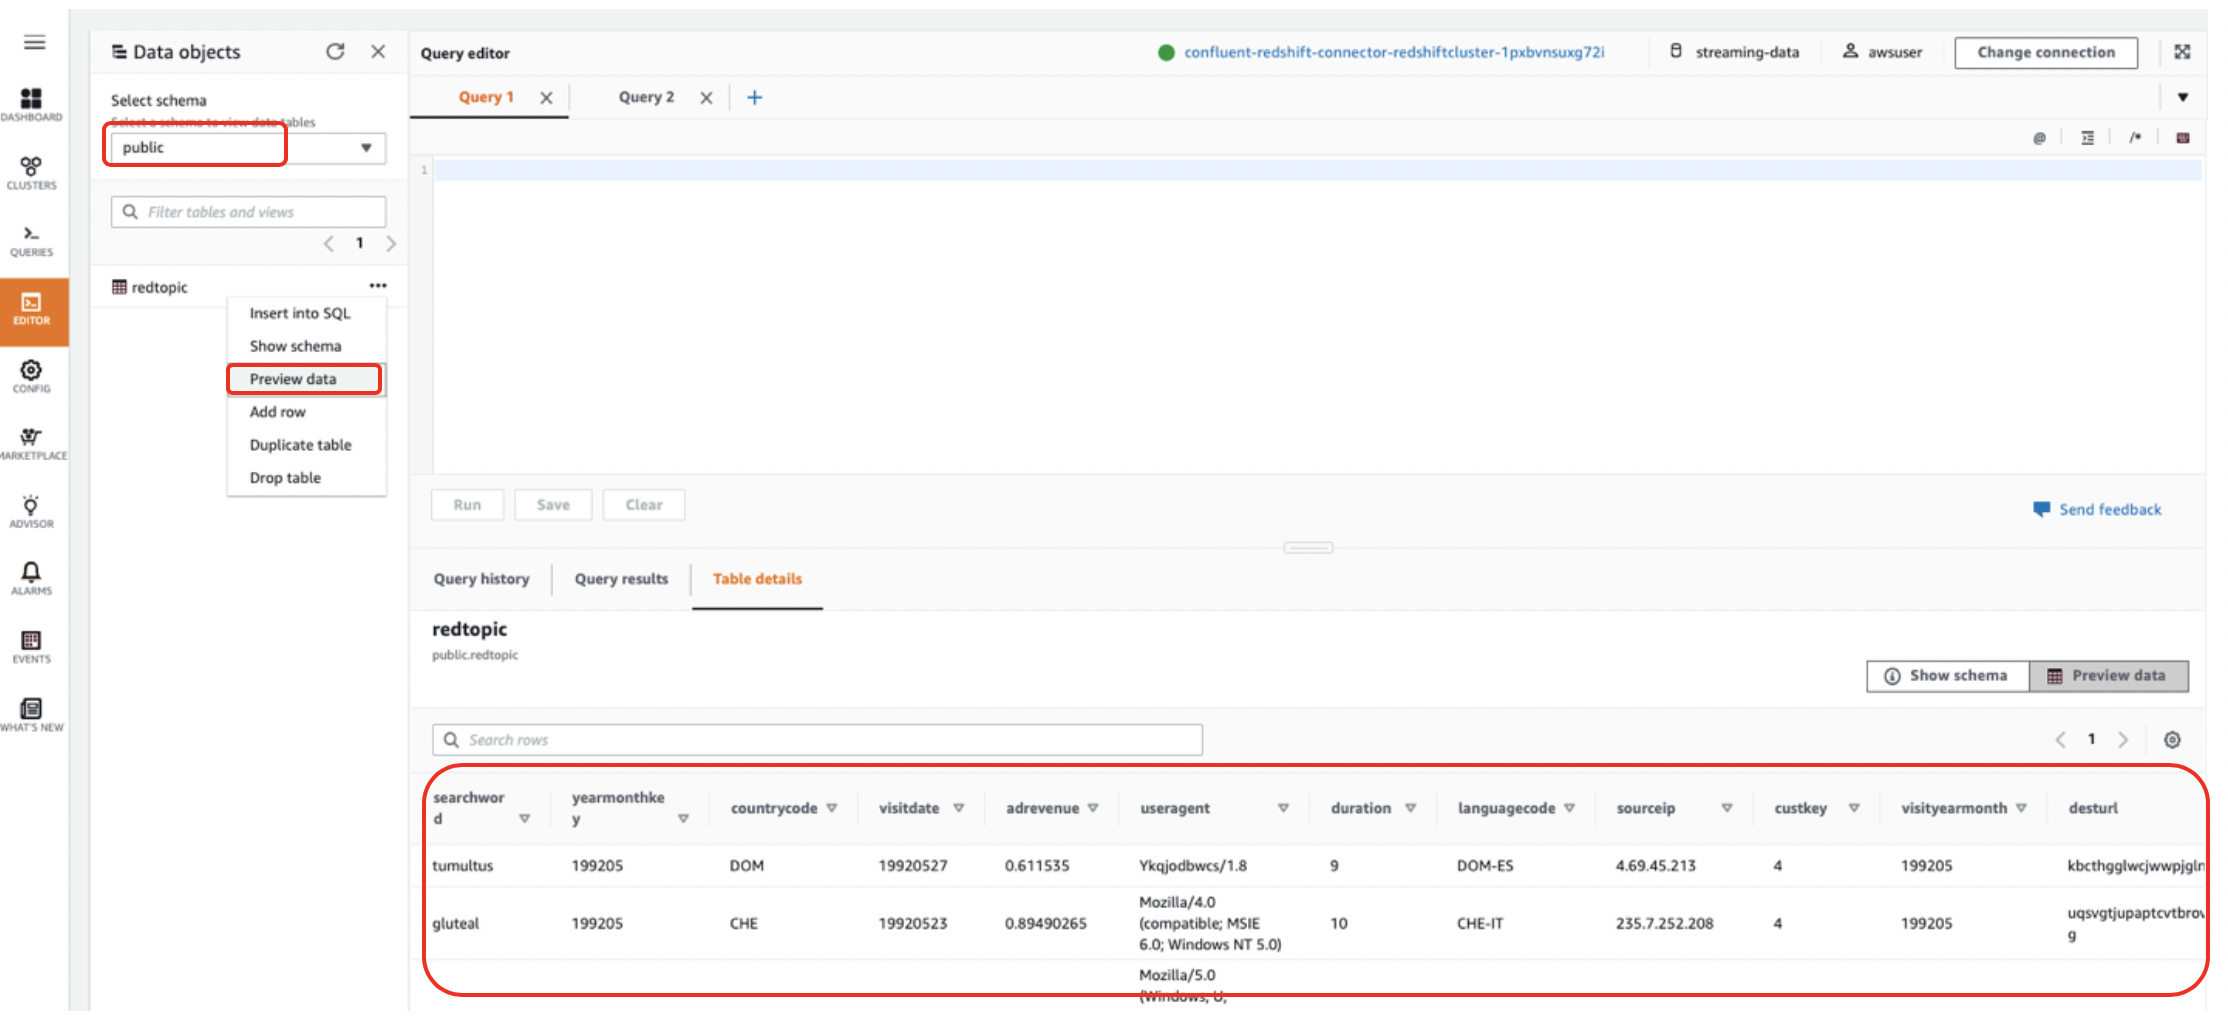 DASHBOARD
CLUSTERS
QUERIES
EDITOR
CONFIG
MARKETPLACE
ADVISOR
ALARMS
EVENTS
WHAT'S NEW
Data objects
Select schema
Select a schema to view data tables
public
Filter tables and views
1
redtopic
Insert into SQL
Show schema
Preview data
Add row
Duplicate table
Drop table
Query editor
confluent-redshift-connector-redshiftcluster-1pxbvnsuxg72i
streaming-data
awsuser
Change connection
Query 1
Query 2
@ /*
1
Run Save Clear
Send feedback
Query history Query results Table details
redtopic
public.redtopic
Show schema Preview data
Search rows
1
searchword yearmonthkey countrycode visitdate adrevenue useragent duration languagecode sourceip custkey visityearmonth desturl
tumultus 199205 DOM 19920527 0.611535 Ykqjodbwcs/1.8 9 DOM-ES 4.69.45.213 4 199205
gluteal 199205 CHE 19920523 0.89490265 Mozilla/4.0 (compatible; MSIE 6.0; Windows NT 5.0) 10 CHE-IT 235.7.252.208 4 199205
Mozilla/5.0
(Windows; U;